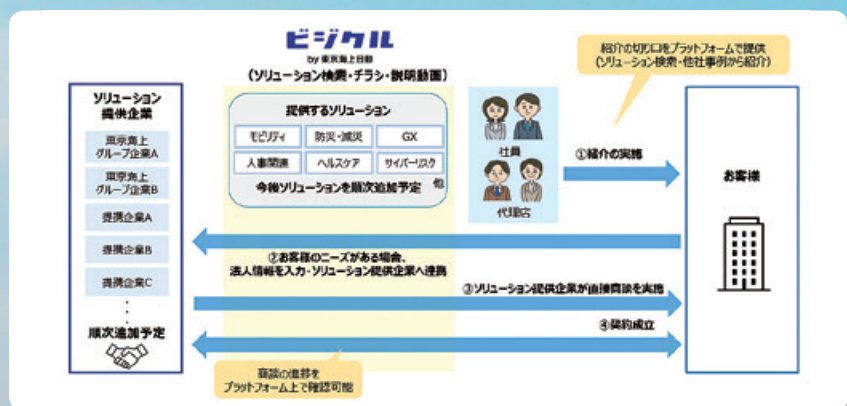 ビジクル
by 東京海上日動
(ソリューション検索・チラシ・説明動画)
紹介の切り口をプラットフォームで提供
(ソリューション検索・他社事例から紹介)
ソリューション
提供企業
東京海上
グループ企業A
東京海上
グループ企業B
提携企業A
提携企業B
提携企業C
順次追加予定
提供するソリューション
モビリティ
防災・減災
GX
人事関連
ヘルスケア
サイバーリスク
今後ソリューションを順次追加予定
他
社員
代理店
①紹介の実施
お客様
②お客様のニーズがある場合、
法人情報を入力・ソリューション提供企業へ連携
③ソリューション提供企業が直接商談を実施
④契約成立
商談の進捗を
プラットフォーム上で確認可能